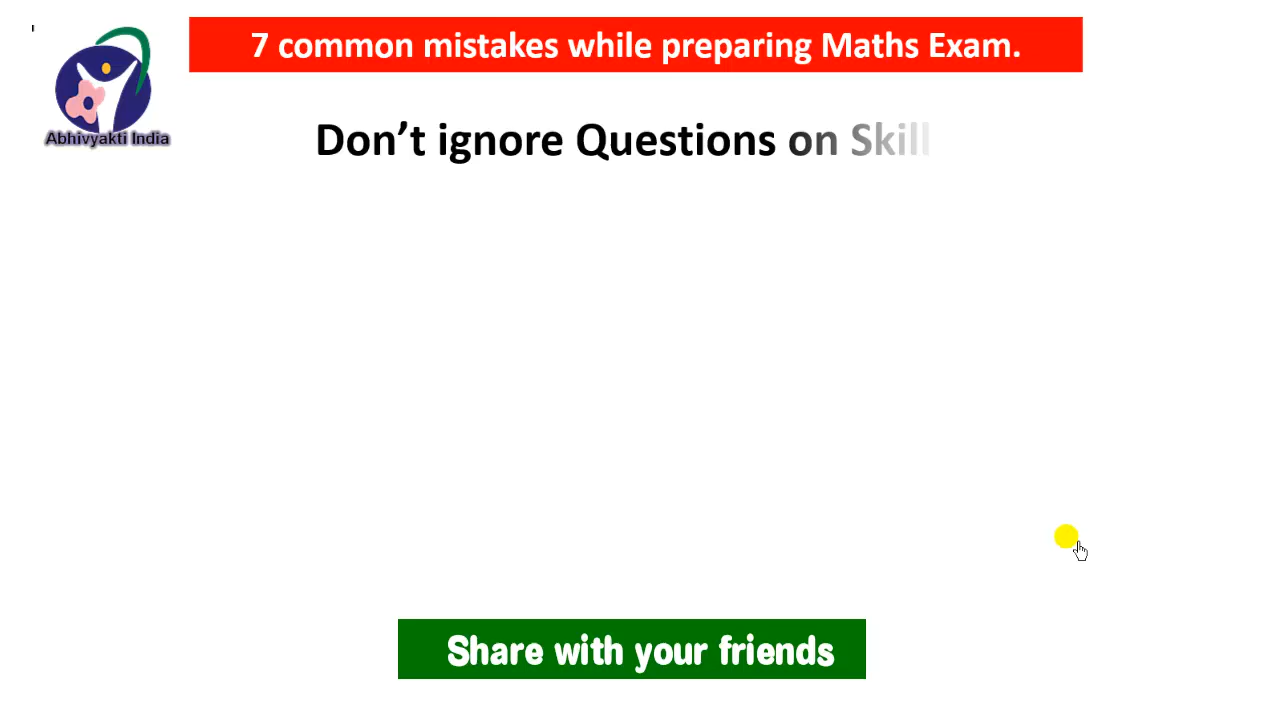 7 common mistakes while preparing Maths Exam.
Abhivyakti India
Don’t ignore Questions on Skill
Share with your friends